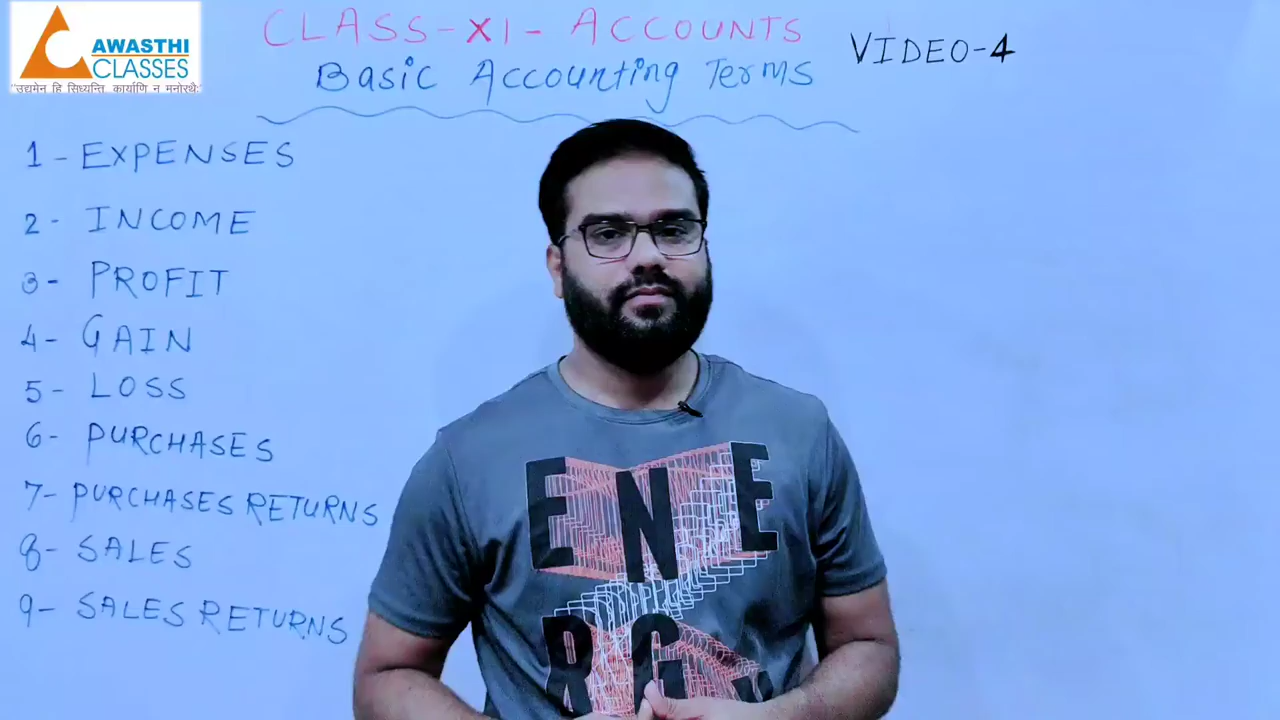 AWASTHI
CLASSES
"उद्यमेन हि सिध्यन्ति, कार्याणि न मनोरथैः"
CLASS-XI- ACCOUNTS
Basic Accounting Terms
VIDEO-4
1 - EXPENSES
2 - INCOME
3 - PROFIT
4 - GAIN
5 - LOSS
6 - PURCHASES
7 - PURCHASES RETURNS
8 - SALES
9 - SALES RETURNS
ENE
RG